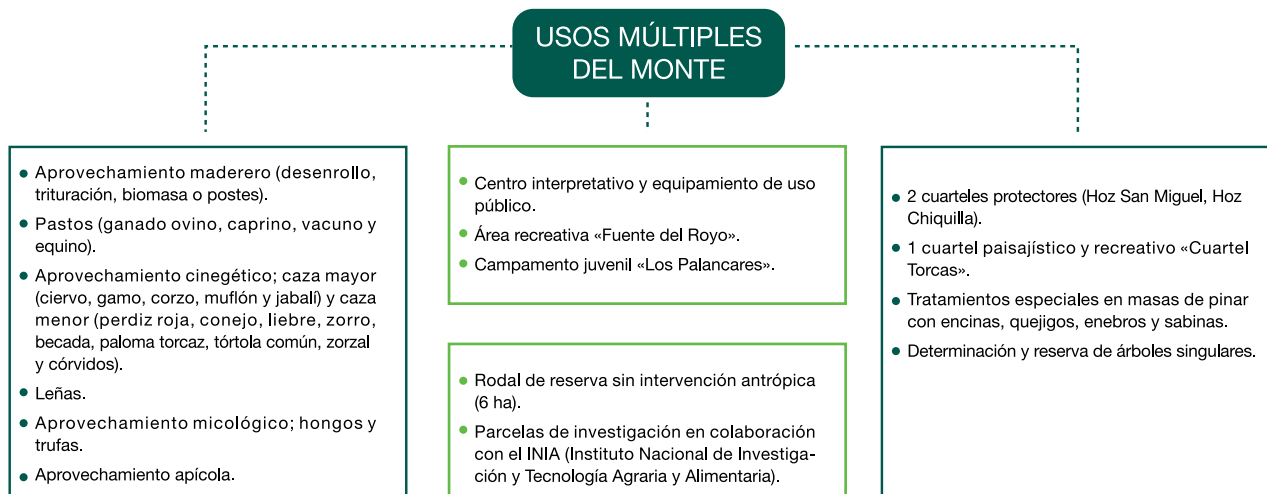 USOS MÚLTIPLES
DEL MONTE
• Aprovechamiento maderero (desenrollo,
trituración, biomasa o postes).
• Pastos (ganado ovino, caprino, vacuno y
equino).
• Aprovechamiento cinegético; caza mayor
(ciervo, gamo, corzo, muflón y jabalí) y caza
menor (perdiz roja, conejo, liebre, zorro,
becada, paloma torcaz, tórtola común, zorzal
y córvidos).
• Leñas.
• Aprovechamiento micológico; hongos y
trufas.
• Aprovechamiento apícola.
• Centro interpretativo y equipamiento de uso
público.
• Área recreativa «Fuente del Royo».
• Campamento juvenil «Los Palancares».
• Rodal de reserva sin intervención antrópica
(6 ha).
• Parcelas de investigación en colaboración
con el INIA (Instituto Nacional de Investiga-
ción y Tecnología Agraria y Alimentaria).
• 2 cuarteles protectores (Hoz San Miguel, Hoz
Chiquilla).
• 1 cuartel paisajístico y recreativo «Cuartel
Torcas».
• Tratamientos especiales en masas de pinar
con encinas, quejigos, enebros y sabinas.
• Determinación y reserva de árboles singulares.